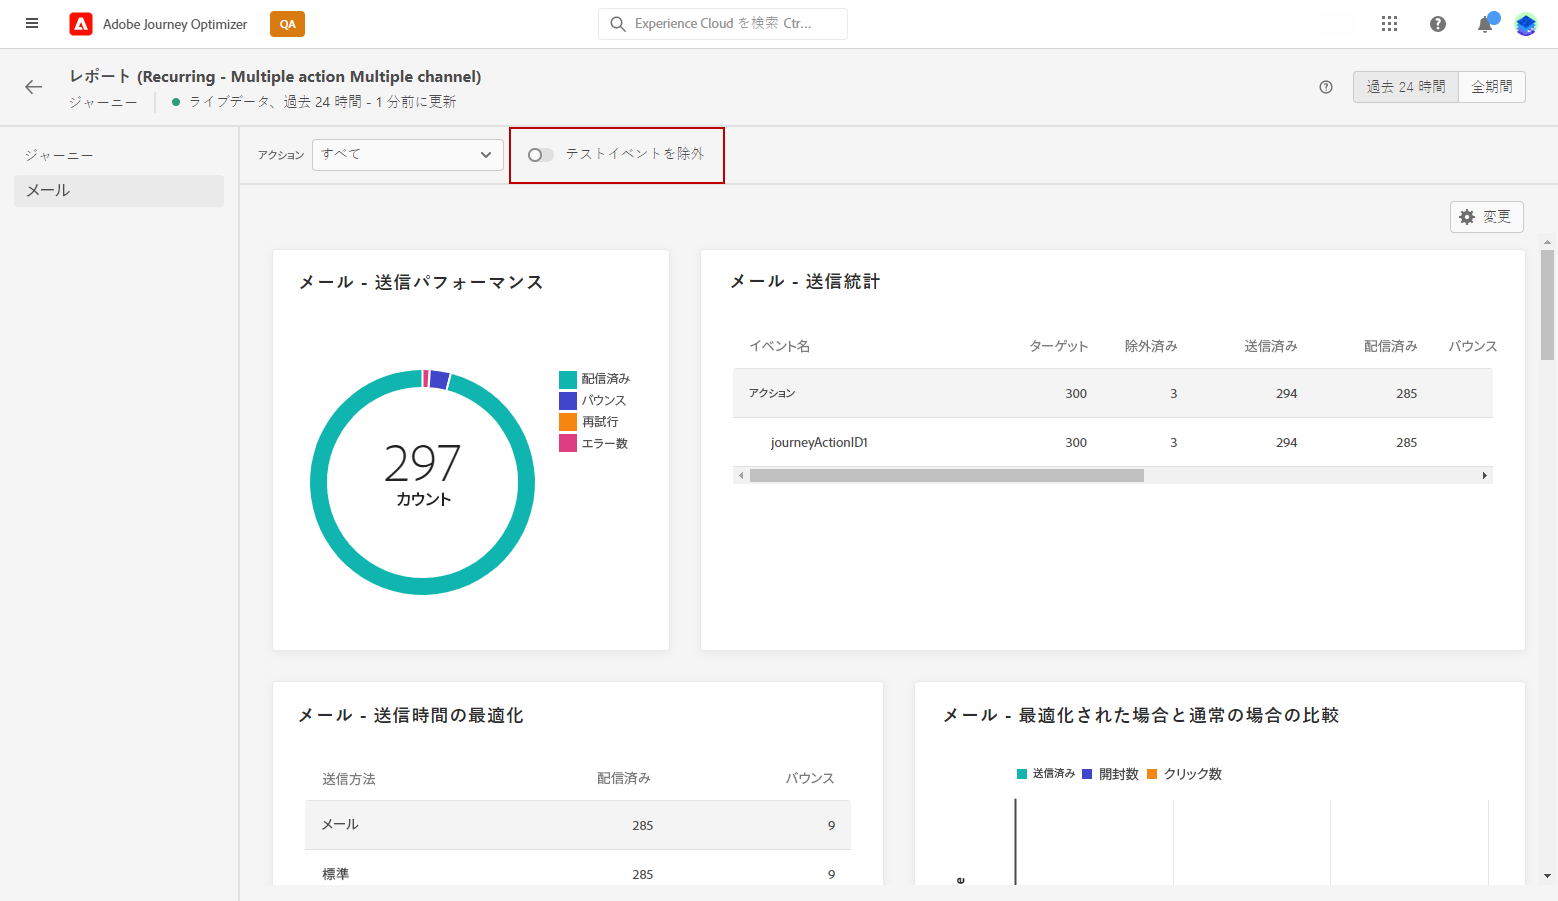 Adobe Journey Optimizer
QA
Experience Cloud を検索 Ctr...
レポート (Recurring - Multiple action Multiple channel)
ジャーニー
ライブデータ、過去 24 時間 - 1 分前に更新
過去 24 時間
全期間
ジャーニー
メール
アクション
すべて
テストイベントを除外
変更
メール - 送信パフォーマンス
配信済み
バウンス
再試行
エラー数
297
カウント
メール - 送信統計
イベント名 ターゲット 除外済み 送信済み 配信済み バウンス
アクション 300 3 294 285
journeyActionID1 300 3 294 285
メール - 送信時間の最適化
送信方法 配信済み バウンス
メール 285 9
標準 285 9
メール - 最適化された場合と通常の場合の比較
送信済み 開封数 クリック数
e